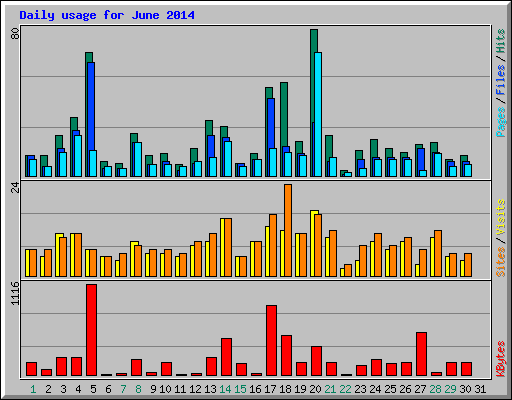 Daily usage for June 2014
80
Pages / Files / Hits
24
Sites / Visits
1116
KBytes
1 2 3 4 5 6 7 8 9 10 11 12 13 14 15 16 17 18 19 20 21 22 23 24 25 26 27 28 29 30 31